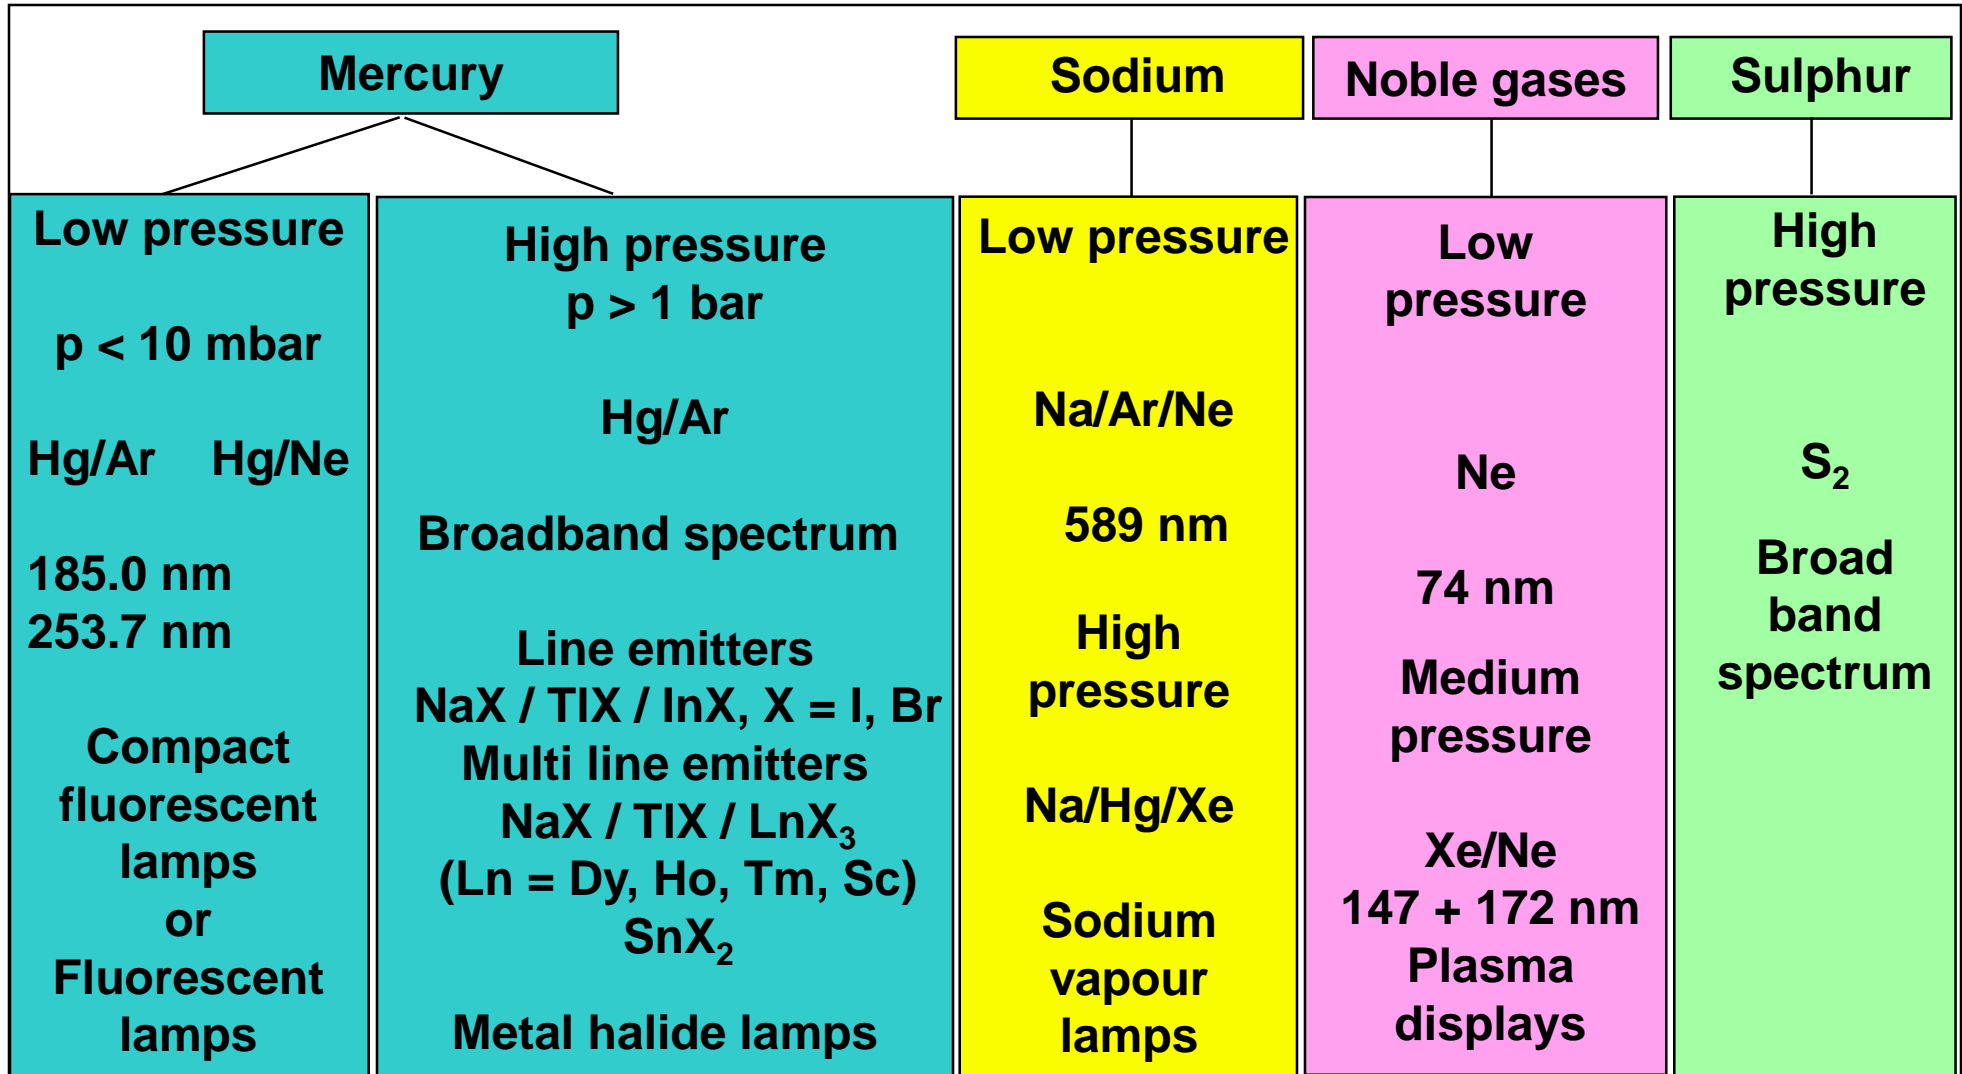 Mercury
Sodium
Noble gases
Sulphur
Low pressure
p < 10 mbar
Hg/Ar Hg/Ne
185.0 nm
253.7 nm
Compact
fluorescent
lamps
or
Fluorescent
lamps
High pressure
p > 1 bar
Hg/Ar
Broadband spectrum
Line emitters
NaX / TlX / InX, X = I, Br
Multi line emitters
NaX / TlX / LnX₃
(Ln = Dy, Ho, Tm, Sc)
SnX₂
Metal halide lamps
Low pressure
Na/Ar/Ne
589 nm
High
pressure
Na/Hg/Xe
Sodium
vapour
lamps
Low
pressure
Ne
74 nm
Medium
pressure
Xe/Ne
147 + 172 nm
Plasma
displays
High
pressure
S₂
Broad
band
spectrum